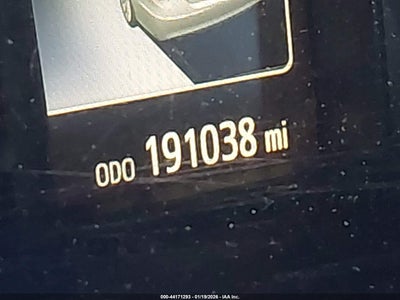 ODO 191038 mi
000-44171293 - 01/19/2026 - IAA Inc.